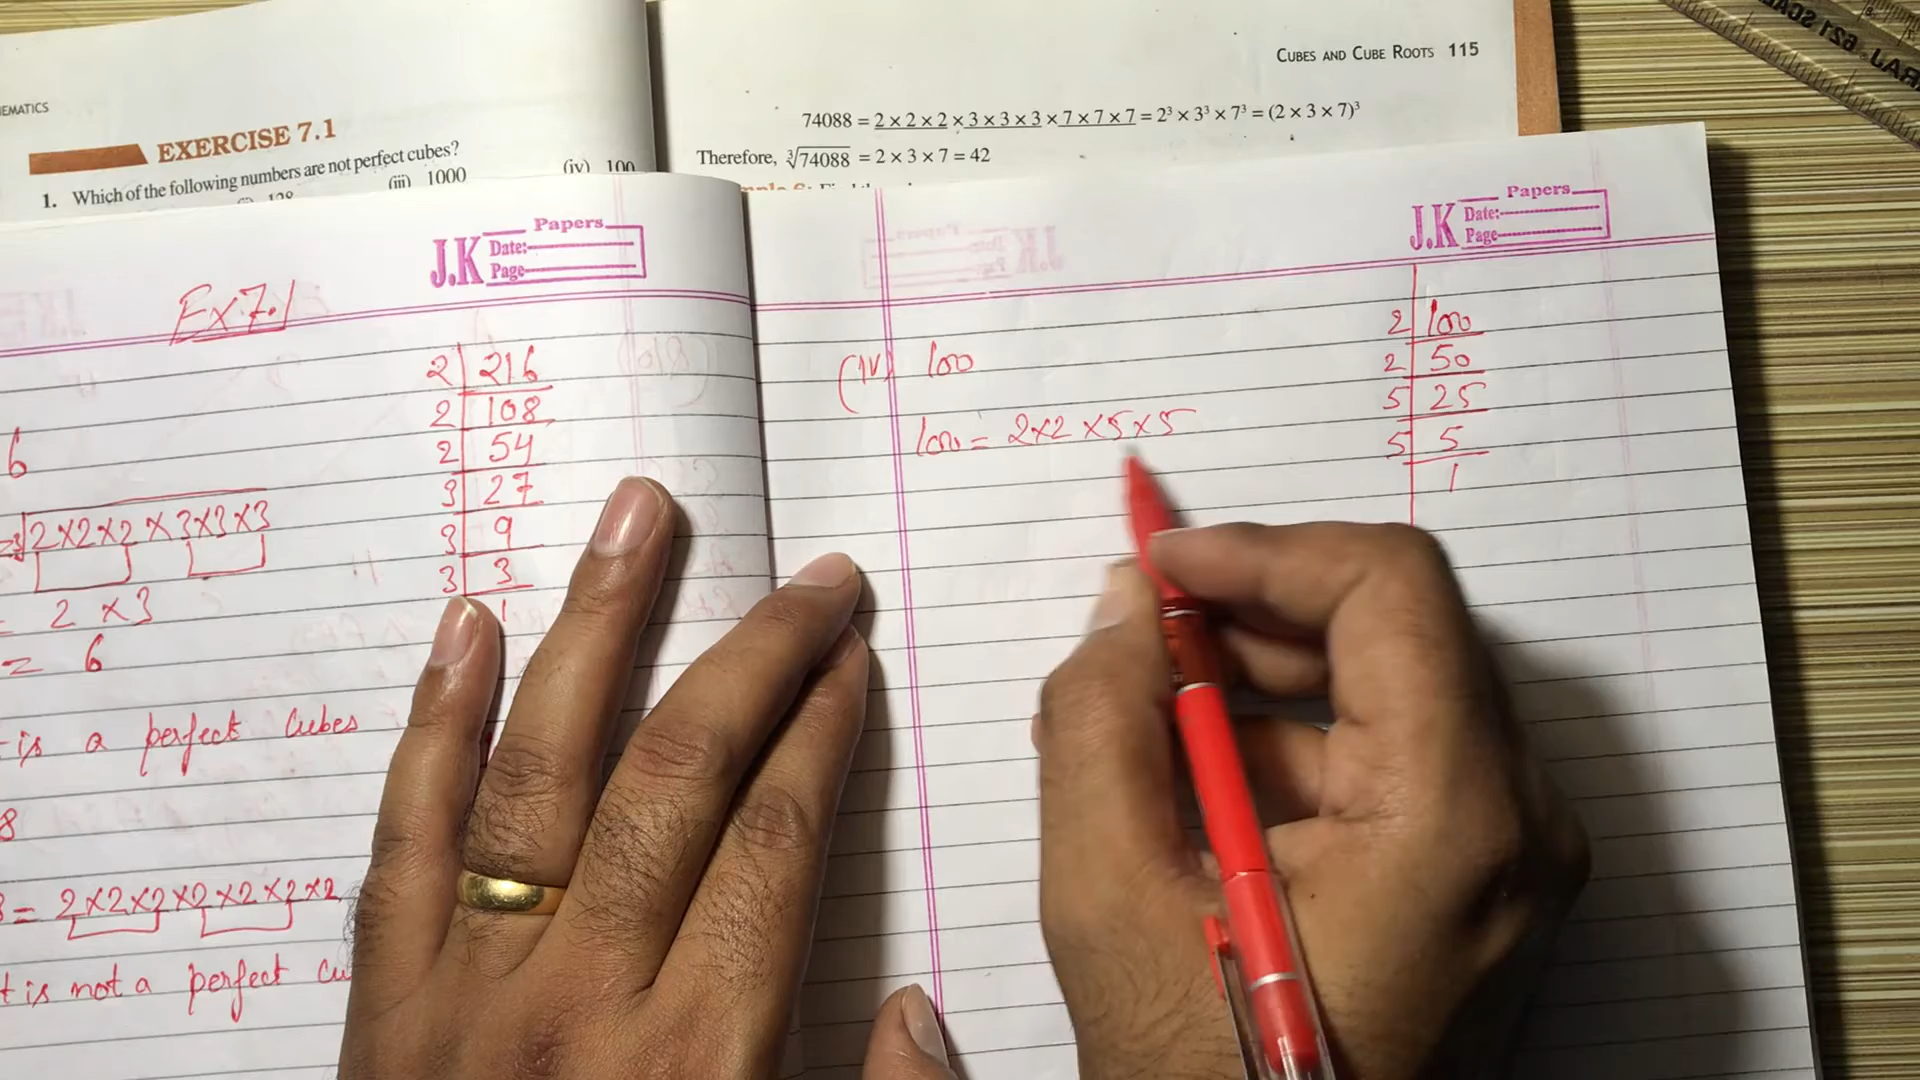 EMATICS
EXERCISE 7.1
1. Which of the following numbers are not perfect cubes?
(iii) 1000
(iv) 100
CUBES AND CUBE ROOTS 115
74088 = 2 × 2 × 2 × 3 × 3 × 3 × 7 × 7 × 7 = 2³ × 3³ × 7³ = (2 × 3 × 7)³
Therefore, ∛74088 = 2 × 3 × 7 = 42
J.K Papers
Date:
Page
Ex 7.1
2 | 216
2 | 108
2 | 54
3 | 27
3 | 9
3 | 3
1
6
= ∛2×2×2×3×3×3
= 2×3
= 6
is a perfect Cubes
8
8 = 2×2×2×2×2×2×2
t is not a perfect cu
J.K Papers
Date:
Page
(iv) 100
100 = 2×2×5×5
2 | 100
2 | 50
5 | 25
5 | 5
1
RAJ 621 SCA